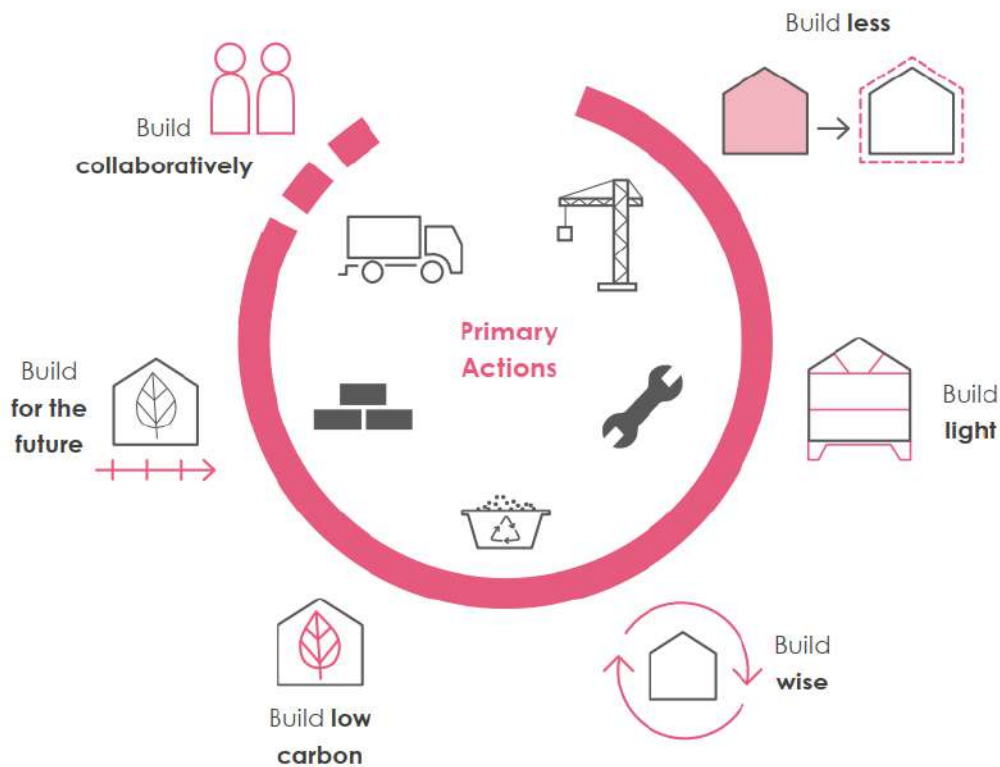 Build less
Build
collaboratively
Primary
Actions
Build
for the
future
Build
light
Build
wise
Build low
carbon